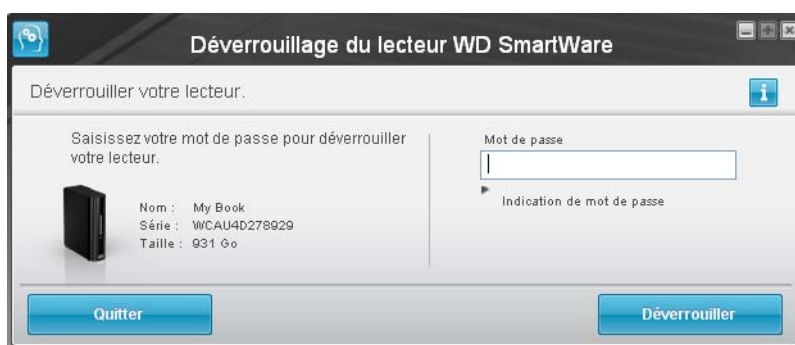 Déverrouillage du lecteur WD SmartWare
Déverrouiller votre lecteur.
Saisissez votre mot de passe pour déverrouiller
votre lecteur.
Nom : My Book
Série : WCAU4D278929
Taille : 931 Go
Mot de passe
Indication de mot de passe
Quitter
Déverrouiller